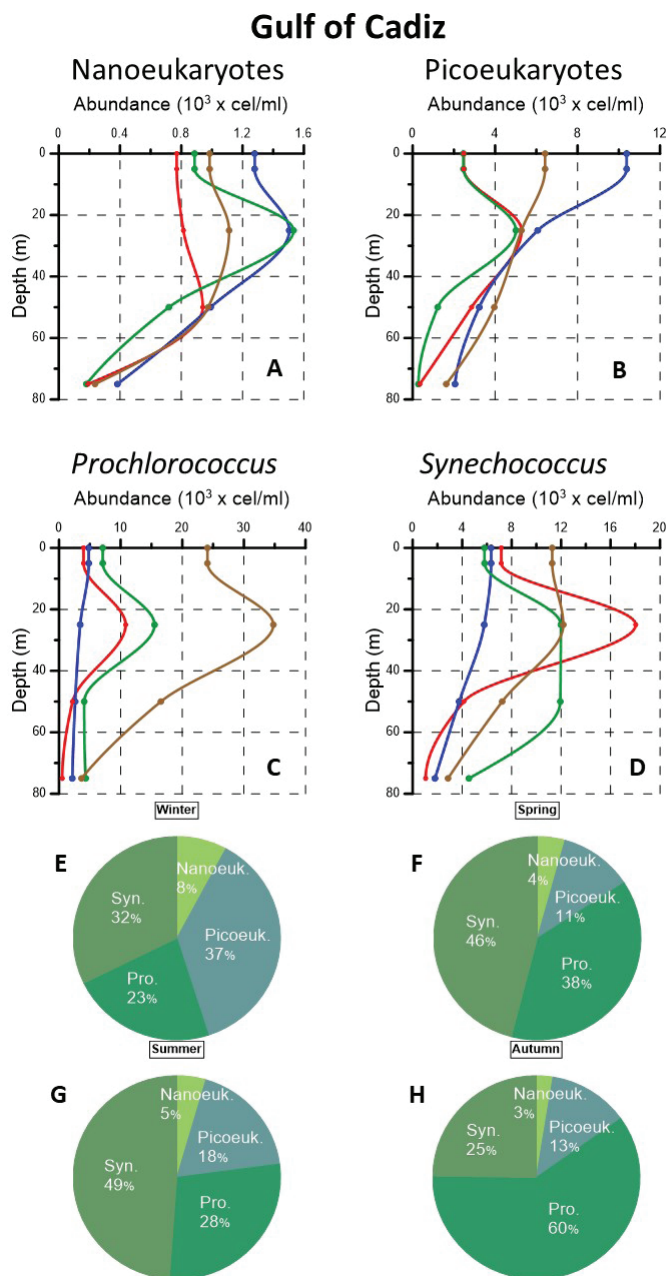 Gulf of Cadiz
Nanoeukaryotes
Abundance (10³ x cel/ml)
0 0.4 0.8 1.2 1.6
0
20
40
60
80
Depth (m)
A
Picoeukaryotes
Abundance (10³ x cel/ml)
0 4 8 12
0
20
40
60
80
Depth (m)
B
Prochlorococcus
Abundance (10³ x cel/ml)
0 10 20 30 40
0
20
40
60
80
Depth (m)
C
Synechococcus
Abundance (10³ x cel/ml)
0 4 8 12 16 20
0
20
40
60
80
Depth (m)
D
Winter
E
Nanoeuk.
8%
Picoeuk.
37%
Pro.
23%
Syn.
32%
Spring
F
Nanoeuk.
4%
Picoeuk.
11%
Pro.
38%
Syn.
46%
Summer
G
Nanoeuk.
5%
Picoeuk.
18%
Pro.
28%
Syn.
49%
Autumn
H
Nanoeuk.
3%
Picoeuk.
13%
Pro.
60%
Syn.
25%